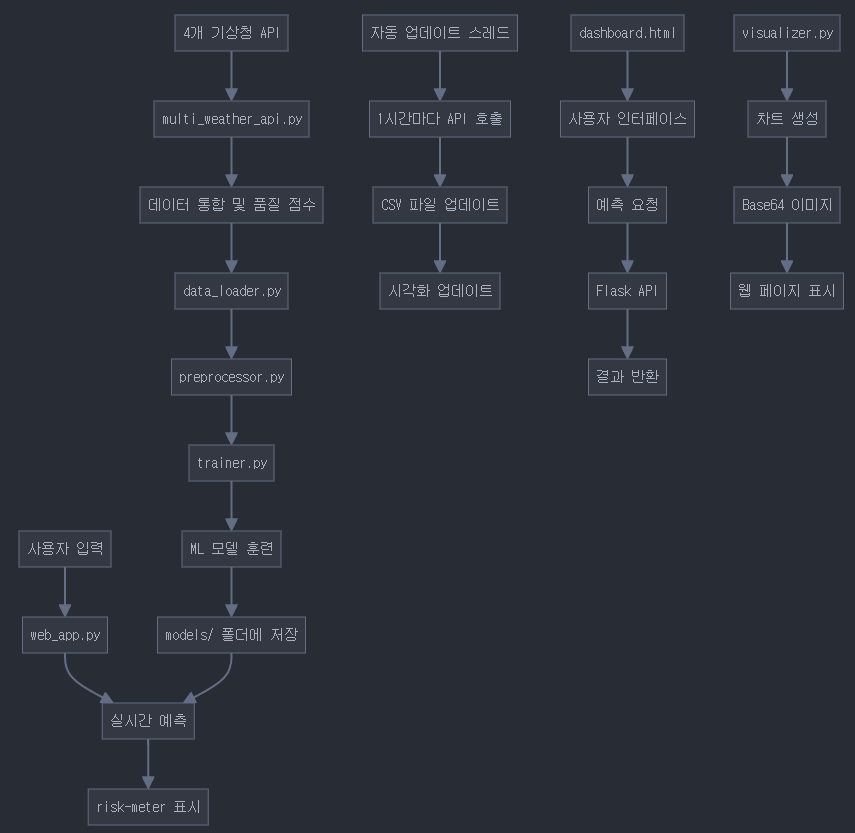 4개 기상청 API
자동 업데이트 스레드
dashboard.html
visualizer.py
multi_weather_api.py
1시간마다 API 호출
사용자 인터페이스
차트 생성
데이터 통합 및 품질 점수
CSV 파일 업데이트
예측 요청
Base64 이미지
data_loader.py
시각화 업데이트
Flask API
웹 페이지 표시
preprocessor.py
결과 반환
trainer.py
사용자 입력
ML 모델 훈련
web_app.py
models/ 폴더에 저장
실시간 예측
risk-meter 표시